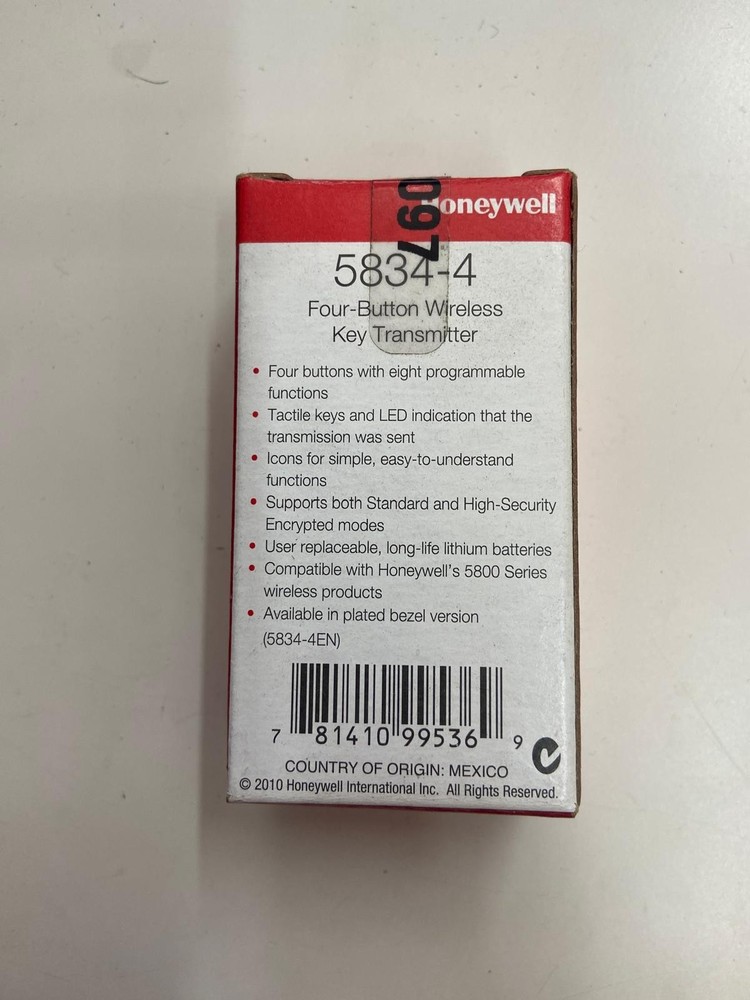 097
Honeywell
5834-4
Four-Button Wireless
Key Transmitter
• Four buttons with eight programmable
functions
• Tactile keys and LED indication that the
transmission was sent
• Icons for simple, easy-to-understand
functions
• Supports both Standard and High-Security
Encrypted modes
• User replaceable, long-life lithium batteries
• Compatible with Honeywell's 5800 Series
wireless products
• Available in plated bezel version
(5834-4EN)
7 81410 99536 9
COUNTRY OF ORIGIN: MEXICO
© 2010 Honeywell International Inc. All Rights Reserved.